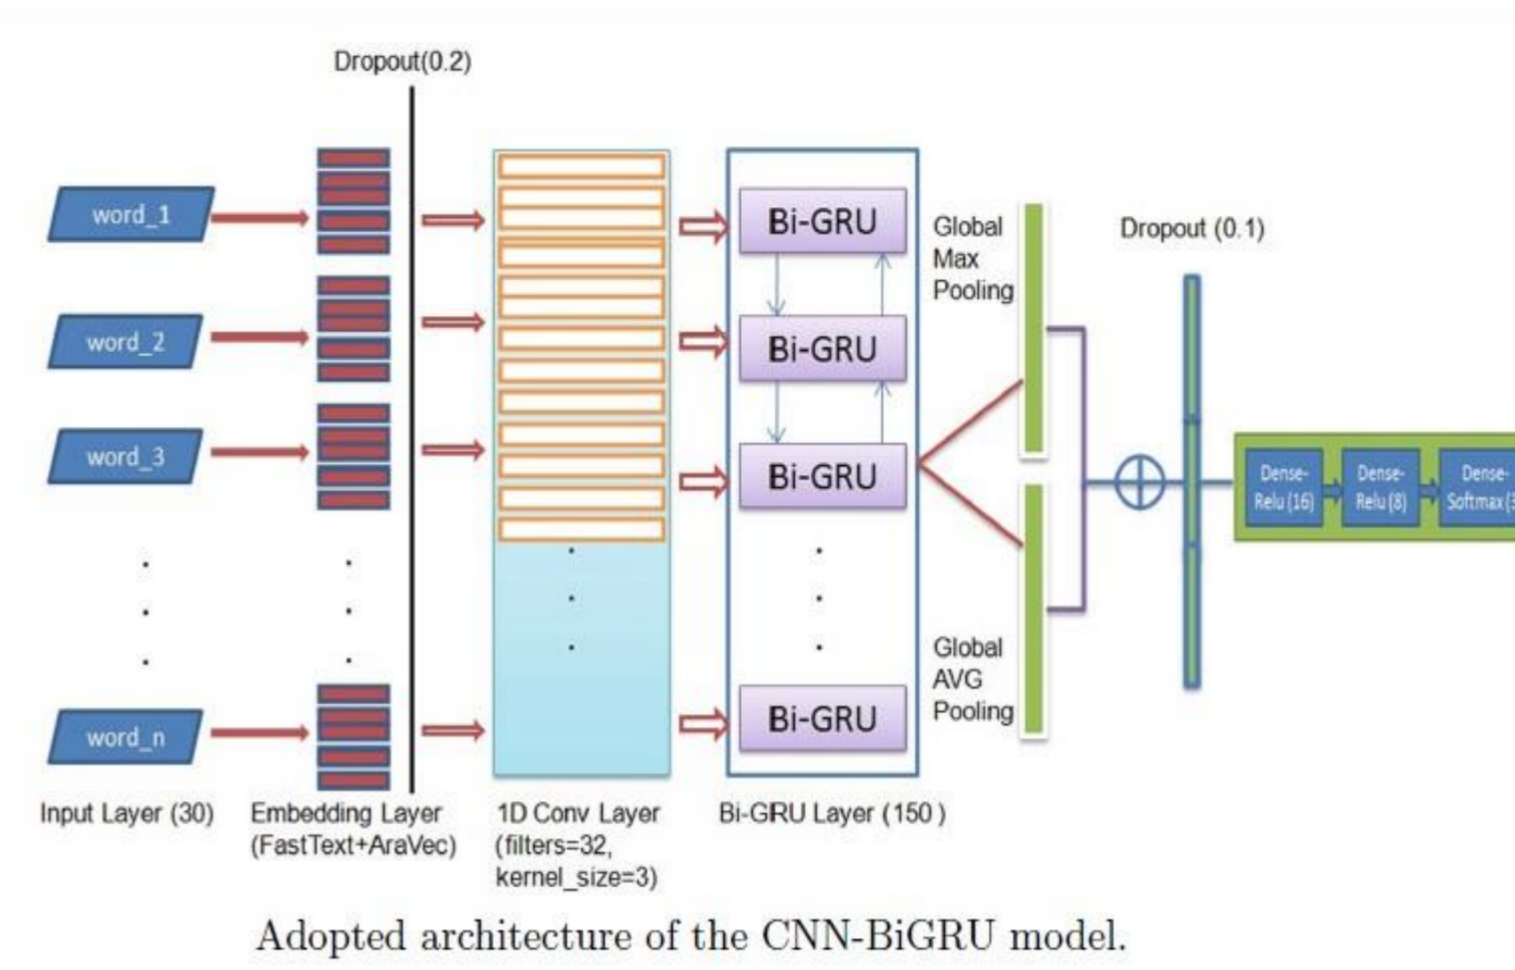 Dropout(0.2)
word_1
word_2
word_3
word_n
Bi-GRU
Bi-GRU
Bi-GRU
Bi-GRU
Global
Max
Pooling
Global
AVG
Pooling
Dropout (0.1)
Dense-
Relu (16)
Dense-
Relu (8)
Dense-
Softmax (3
Input Layer (30)
Embedding Layer
(FastText+AraVec)
1D Conv Layer
(filters=32,
kernel_size=3)
Bi-GRU Layer (150 )
Adopted architecture of the CNN-BiGRU model.